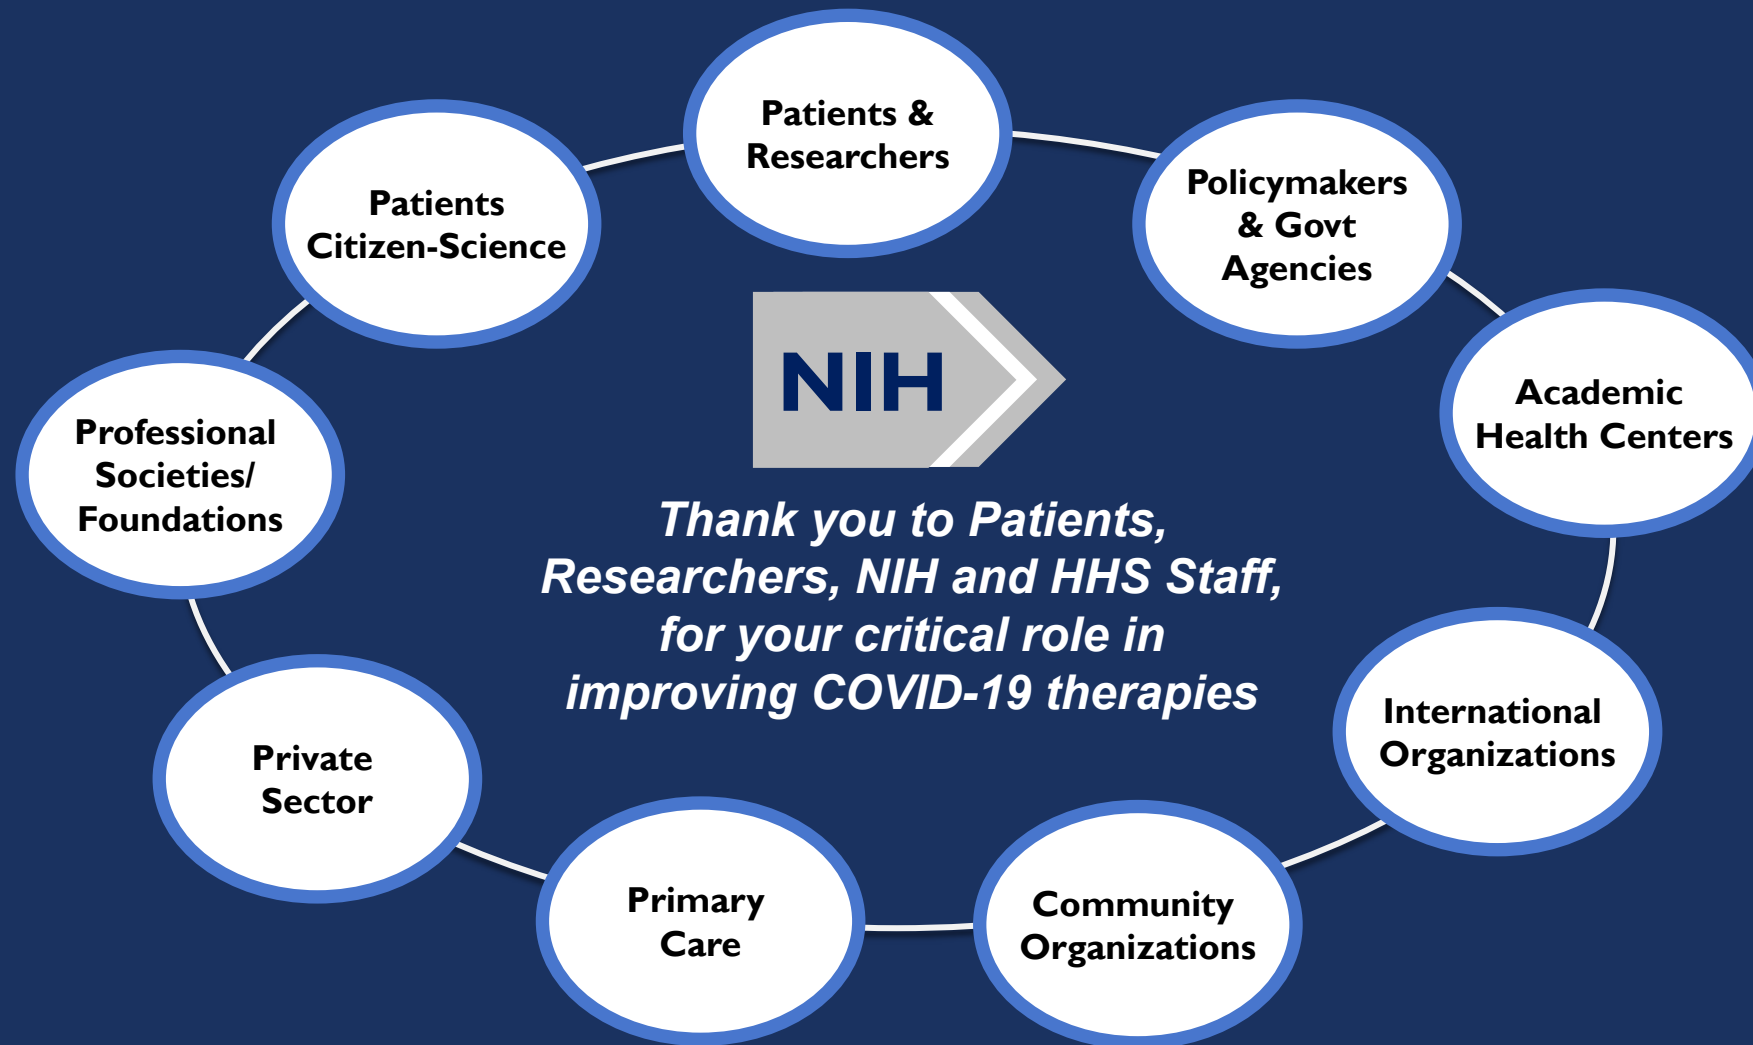 Patients &
Researchers
Patients
Citizen-Science
Policymakers
& Govt
Agencies
Professional
Societies/
Foundations
NIH
Academic
Health Centers
Thank you to Patients,
Researchers, NIH and HHS Staff,
for your critical role in
improving COVID-19 therapies
Private
Sector
International
Organizations
Primary
Care
Community
Organizations